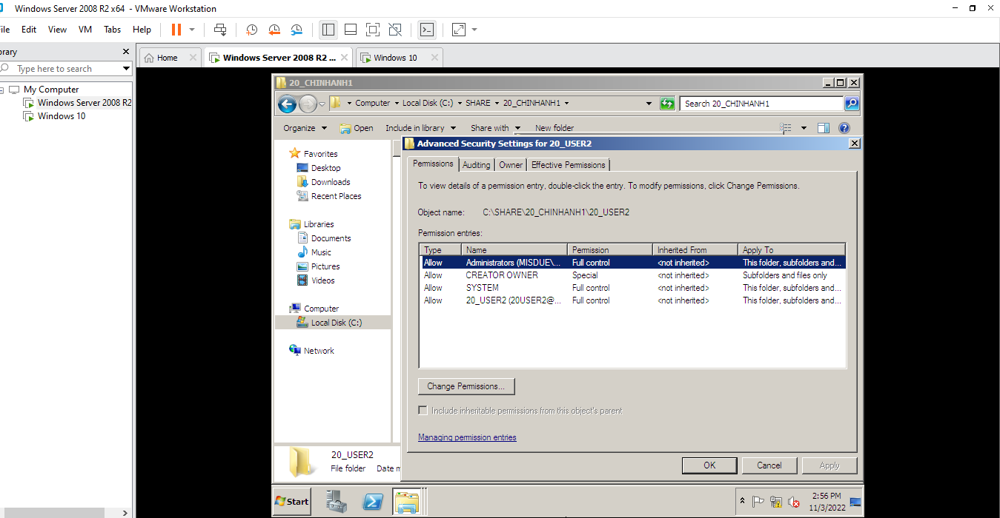 Windows Server 2008 R2 x64 - VMware Workstation
File Edit View VM Tabs Help
Library
Type here to search
My Computer
Windows Server 2008 R2
Windows 10
Home
Windows Server 2008 R2 ...
Windows 10
20_CHINHANH1
Computer Local Disk (C:) SHARE 20_CHINHANH1
Search 20_CHINHANH1
Organize Open Include in library Share with New folder
Favorites
Desktop
Downloads
Recent Places
Libraries
Documents
Music
Pictures
Videos
Computer
Local Disk (C:)
Network
Advanced Security Settings for 20_USER2
Permissions Auditing Owner Effective Permissions
To view details of a permission entry, double-click the entry. To modify permissions, click Change Permissions.
Object name: C:\SHARE\20_CHINHANH1\20_USER2
Permission entries:
Type Name Permission Inherited From Apply To
Allow Administrators (MISDUE\... Full control <not inherited> This folder, subfolders and...
Allow CREATOR OWNER Special <not inherited> Subfolders and files only
Allow SYSTEM Full control <not inherited> This folder, subfolders and...
Allow 20_USER2 (20USER2@... Full control <not inherited> This folder, subfolders and...
Change Permissions...
Include inheritable permissions from this object's parent
Managing permission entries
OK Cancel Apply
20_USER2
File folder Date m
Start
2:56 PM
11/3/2022